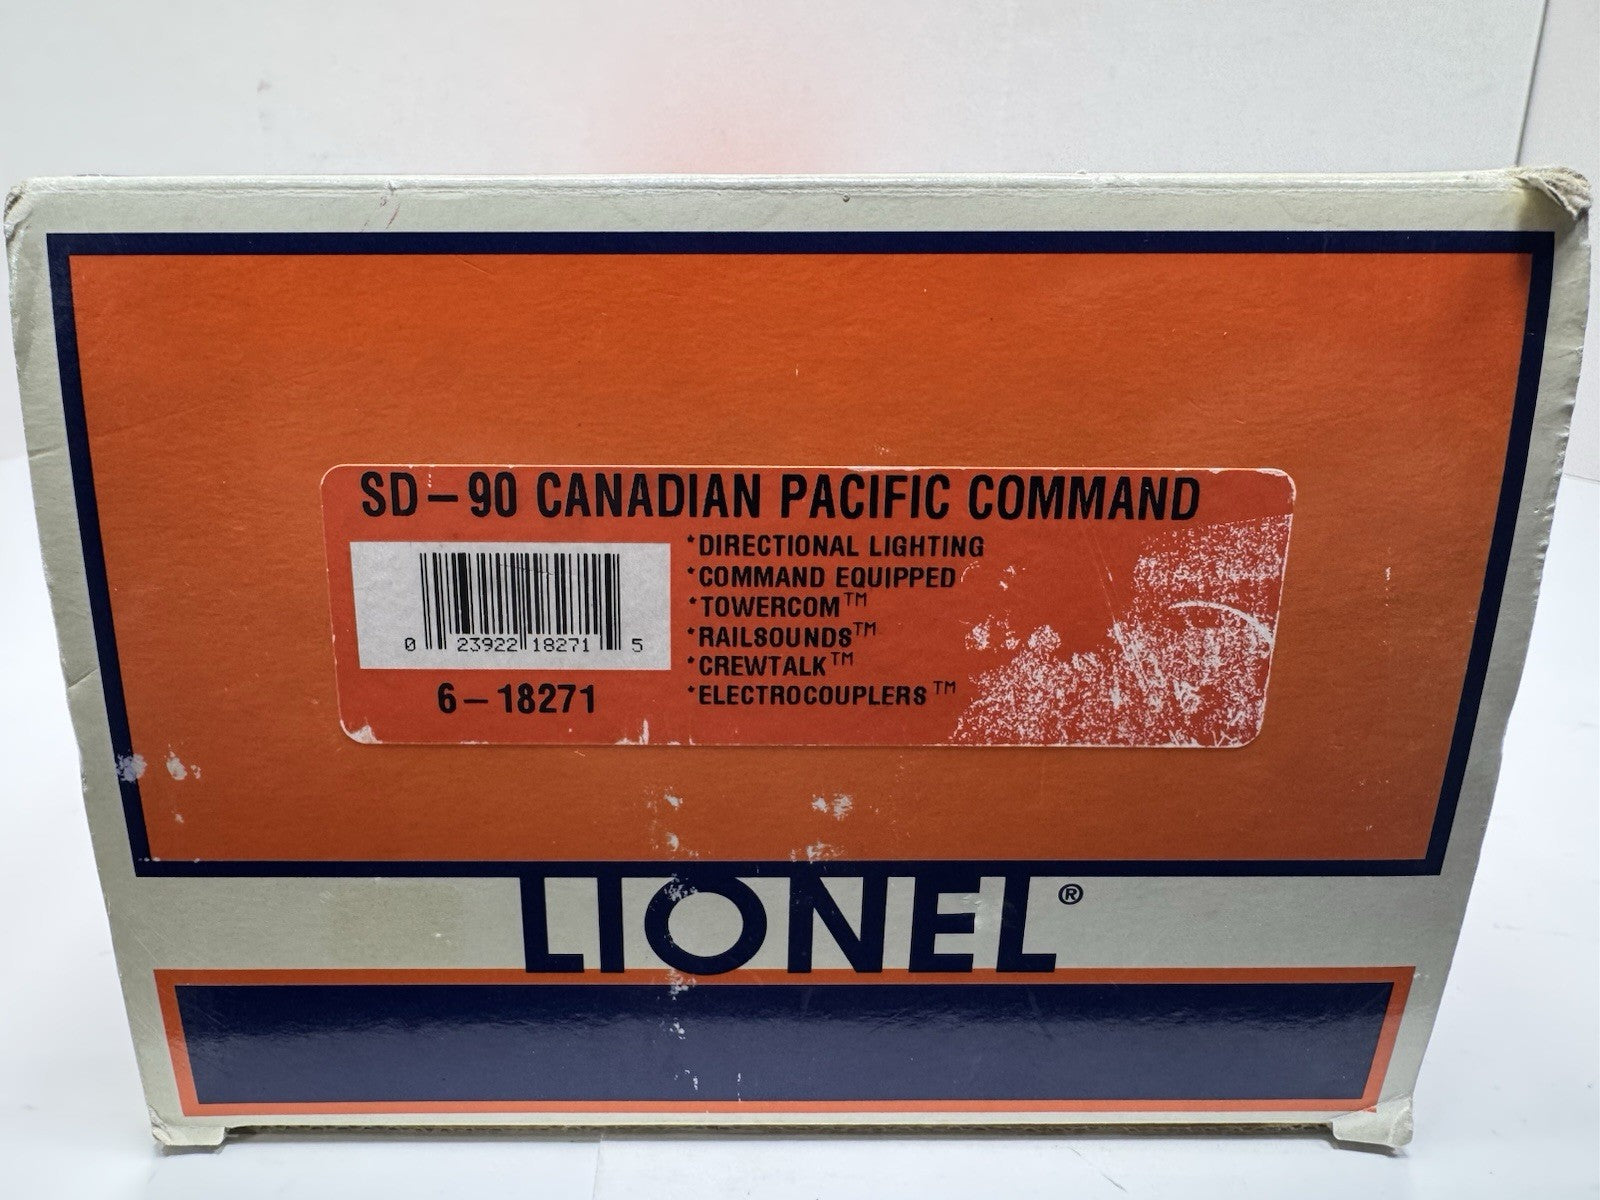 SD-90 CANADIAN PACIFIC COMMAND
*DIRECTIONAL LIGHTING
*COMMAND EQUIPPED
*TOWERCOM™
*RAILSOUNDS™
*CREWTALK™
*ELECTROCOUPLERS™
0 23922 18271 5
6-18271
LIONEL®